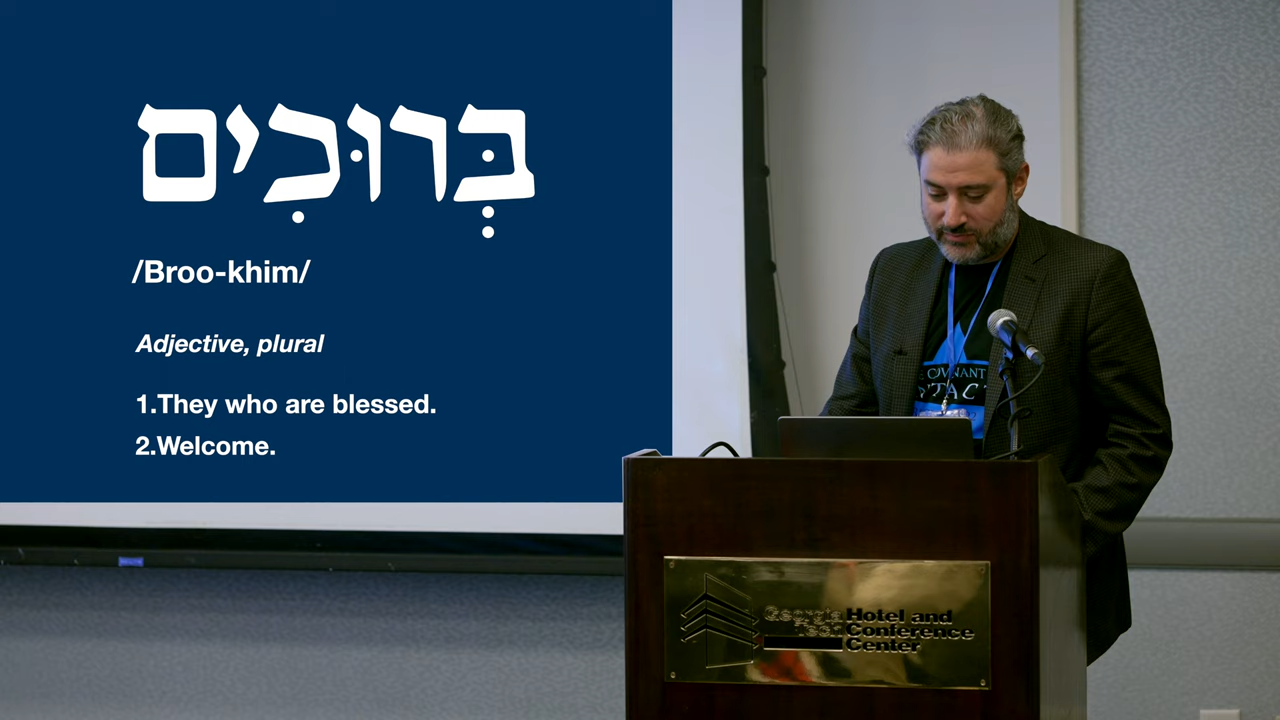 בְּרוּכִים
/Broo-khim/
Adjective, plural
1.They who are blessed.
2.Welcome.
Hotel and
Conference
Center